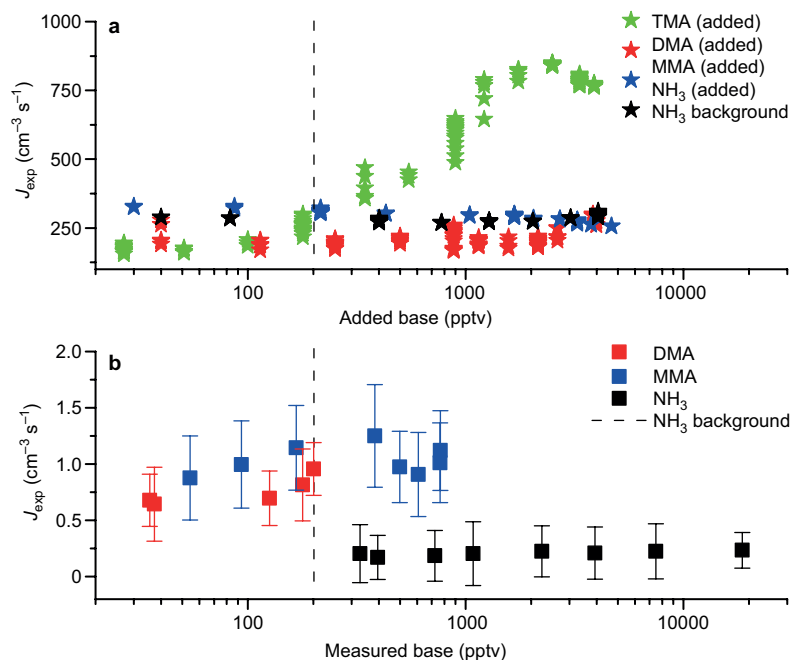 a
1000
750
500
250
J_exp (cm⁻³ s⁻¹)
TMA (added)
DMA (added)
MMA (added)
NH₃ (added)
NH₃ background
100
1000
10000
Added base (pptv)
b
2.0
1.5
1.0
0.5
0
J_exp (cm⁻³ s⁻¹)
DMA
MMA
NH₃
NH₃ background
100
1000
10000
Measured base (pptv)